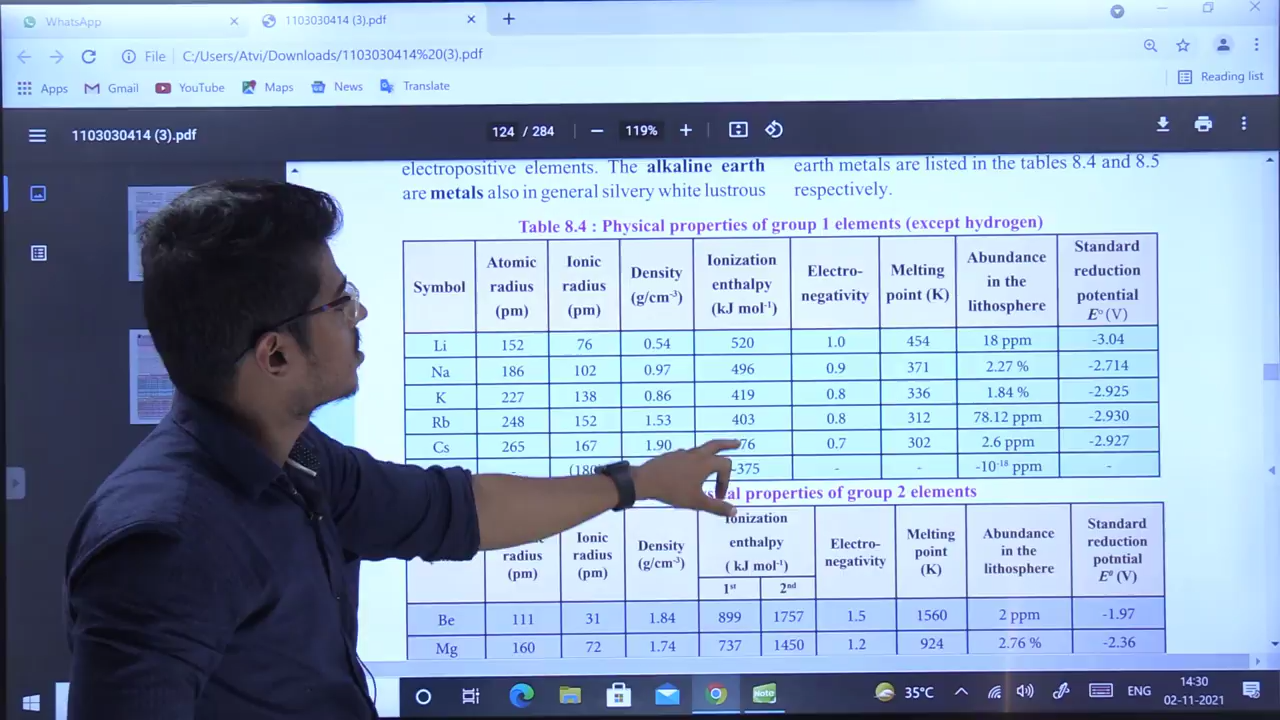 WhatsApp
1103030414 (3).pdf
File C:/Users/Atvi/Downloads/1103030414%20(3).pdf
Apps Gmail YouTube Maps News Translate Reading list
1103030414 (3).pdf 124 / 284 119%
electropositive elements. The alkaline earth
are metals also in general silvery white lustrous
earth metals are listed in the tables 8.4 and 8.5
respectively.
Table 8.4 : Physical properties of group 1 elements (except hydrogen)
Symbol Atomic radius (pm) Ionic radius (pm) Density (g/cm⁻³) Ionization enthalpy (kJ mol⁻¹) Electro-negativity Melting point (K) Abundance in the lithosphere Standard reduction potential E° (V)
Li 152 76 0.54 520 1.0 454 18 ppm -3.04
Na 186 102 0.97 496 0.9 371 2.27 % -2.714
K 227 138 0.86 419 0.8 336 1.84 % -2.925
Rb 248 152 1.53 403 0.8 312 78.12 ppm -2.930
Cs 265 167 1.90 76 0.7 302 2.6 ppm -2.927
- (180) -375 - - -10⁻¹⁸ ppm -
properties of group 2 elements
radius (pm) Ionic radius (pm) Density (g/cm⁻³) Ionization enthalpy ( kJ mol⁻¹) 1st 2nd Electro-negativity Melting point (K) Abundance in the lithosphere Standard reduction potntial E⁰ (V)
Be 111 31 1.84 899 1757 1.5 1560 2 ppm -1.97
Mg 160 72 1.74 737 1450 1.2 924 2.76 % -2.36
Note 35°C ENG 14:30
02-11-2021